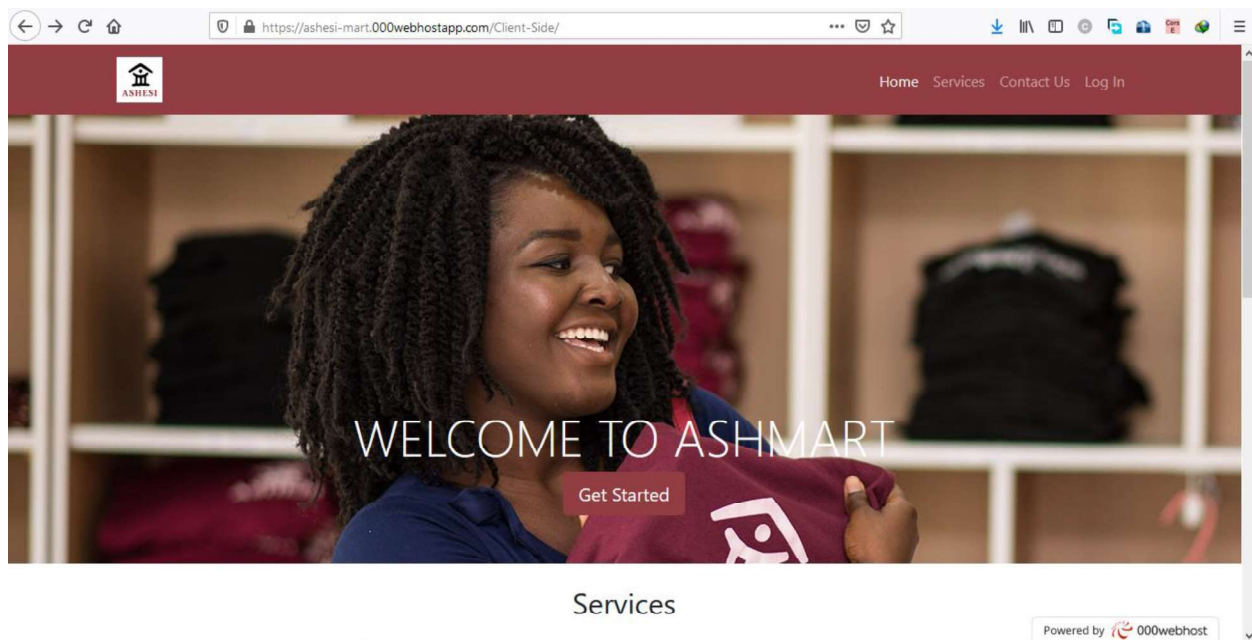 https://ashesi-mart.000webhostapp.com/Client-Side/
ASHESI
Home Services Contact Us Log In
WELCOME TO ASHMART
Get Started
Services
Powered by 000webhost